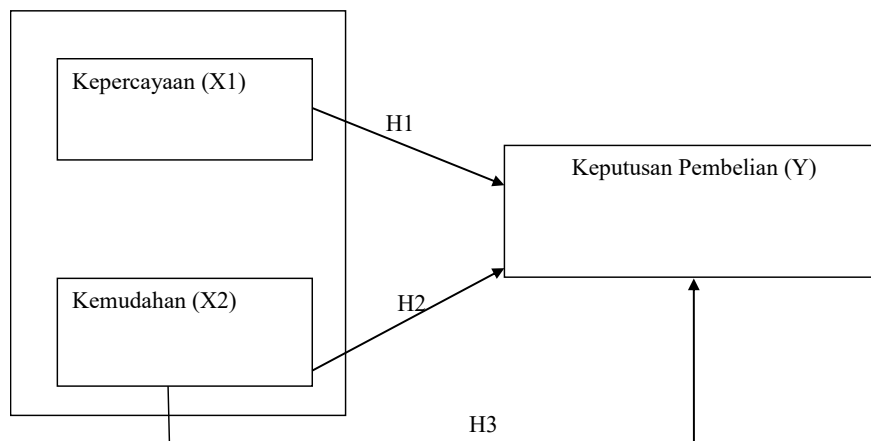 Kepercayaan (X1)
H1
Keputusan Pembelian (Y)
Kemudahan (X2)
H2
H3